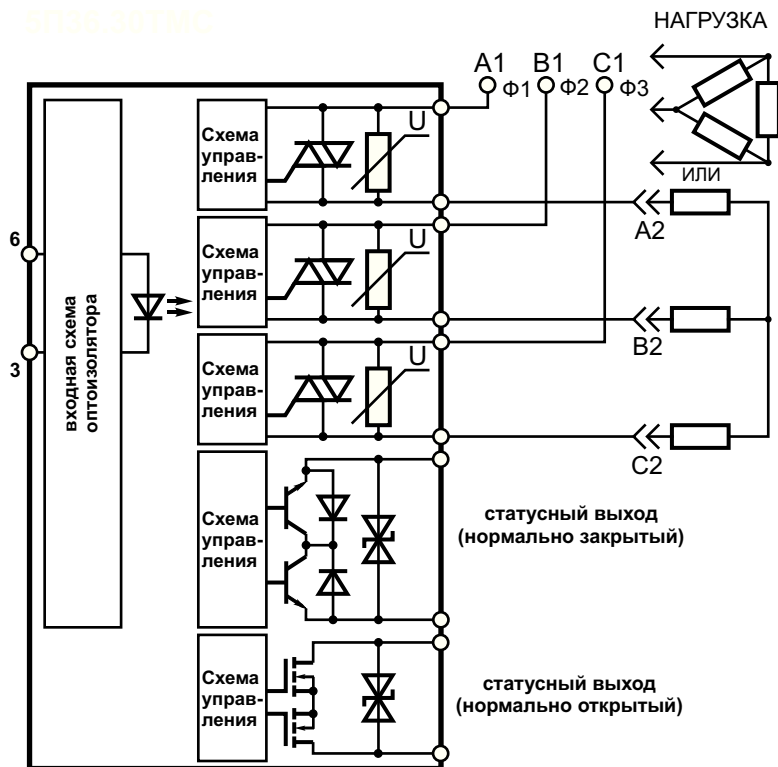 НАГРУЗКА
A1 B1 C1
Ф1 Ф2 Ф3
Схема
управ-
ления
U
ИЛИ
A2
6
Схема
управ-
ления
U
входная схема
оптоизолятора
B2
3
Схема
управ-
ления
U
C2
Схема
управ-
ления
статусный выход
(нормально закрытый)
Схема
управ-
ления
статусный выход
(нормально открытый)